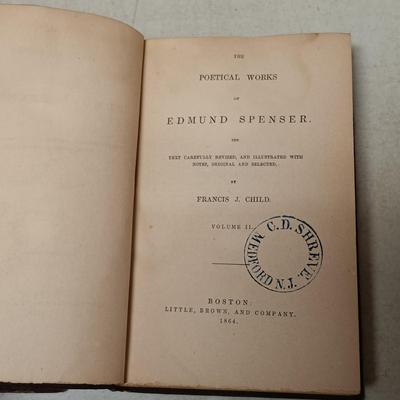 THE
POETICAL WORKS
OF
EDMUND SPENSER.
THE
TEXT CAREFULLY REVISED, AND ILLUSTRATED WITH
NOTES, ORIGINAL AND SELECTED,
BY
FRANCIS J. CHILD.
VOLUME II.
C.D. SHREVE.
MEDFORD N.J.
BOSTON:
LITTLE, BROWN, AND COMPANY.
1864.